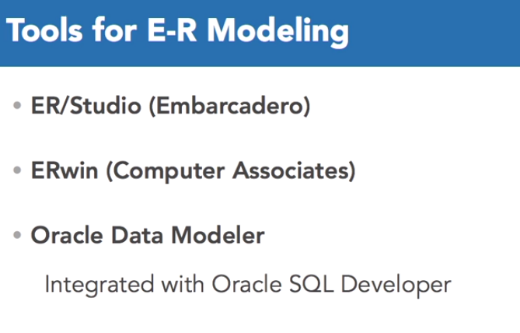 Tools for E-R Modeling
• ER/Studio (Embarcadero)
• ERwin (Computer Associates)
• Oracle Data Modeler
Integrated with Oracle SQL Developer